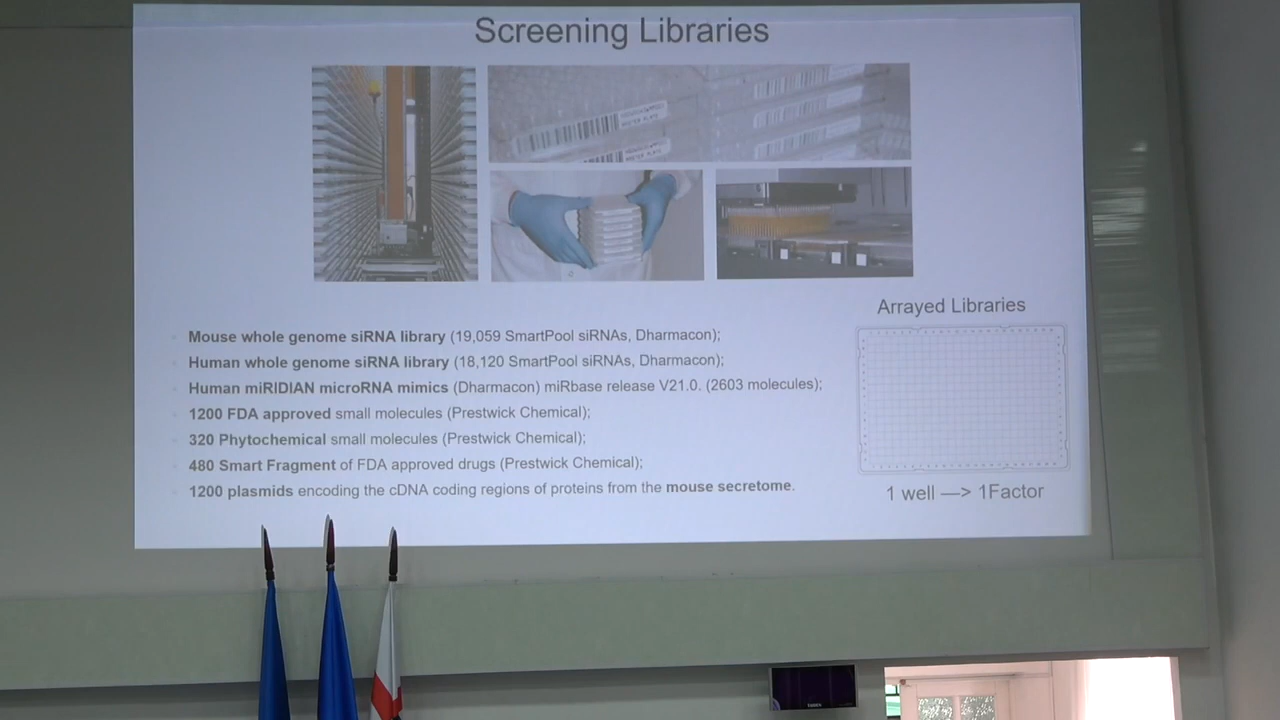 Screening Libraries
MASTER PLATE
Arrayed Libraries
Mouse whole genome siRNA library (19,059 SmartPool siRNAs, Dharmacon);
Human whole genome siRNA library (18,120 SmartPool siRNAs, Dharmacon);
Human miRIDIAN microRNA mimics (Dharmacon) miRbase release V21.0. (2603 molecules);
1200 FDA approved small molecules (Prestwick Chemical);
320 Phytochemical small molecules (Prestwick Chemical);
480 Smart Fragment of FDA approved drugs (Prestwick Chemical);
1200 plasmids encoding the cDNA coding regions of proteins from the mouse secretome.
1 well —> 1Factor